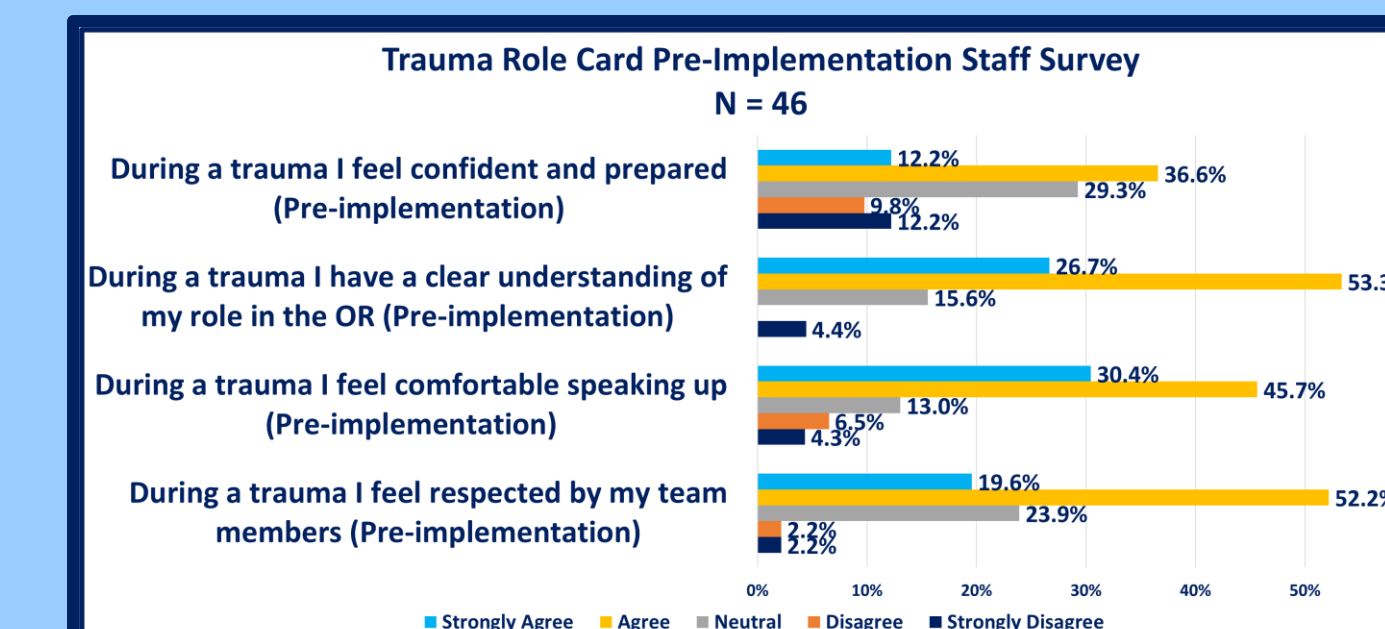 Trauma Role Card Pre-Implementation Staff Survey
N = 46
During a trauma I feel confident and prepared
(Pre-implementation)
12.2%
36.6%
29.3%
9.8%
12.2%
During a trauma I have a clear understanding of
my role in the OR (Pre-implementation)
26.7%
53.3
15.6%
4.4%
During a trauma I feel comfortable speaking up
(Pre-implementation)
30.4%
45.7%
13.0%
6.5%
4.3%
During a trauma I feel respected by my team
members (Pre-implementation)
19.6%
52.2%
23.9%
2.2%
2.2%
0% 10% 20% 30% 40% 50%
Strongly Agree Agree Neutral Disagree Strongly Disagree